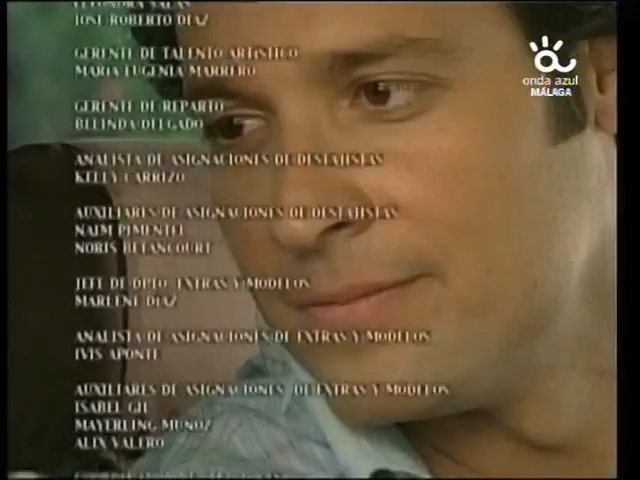 JOSE ROBERTO DIAZ
GERENTE DE TALENTO ARTISTICO
MARIA EUGENIA MARRERO
GERENTE DE REPARTO
BELINDA DELGADO
ANALISTA DE ASIGNACIONES DE DESTAJISTAS
KELLY CARRIZO
AUXILIARES DE ASIGNACIONES DE DESTAJISTAS
NAIM PIMENTEL
NORIS BETANCOURT
JEFE DE DPTO. EXTRAS Y MODELOS
MARLENE DIAZ
ANALISTA DE ASIGNACIONES DE EXTRAS Y MODELOS
IVIS APONTE
AUXILIARES DE ASIGNACIONES DE EXTRAS Y MODELOS
ISABEL GIL
MAYERLING MUÑOZ
ALIX VALERO
onda azul
MÁLAGA